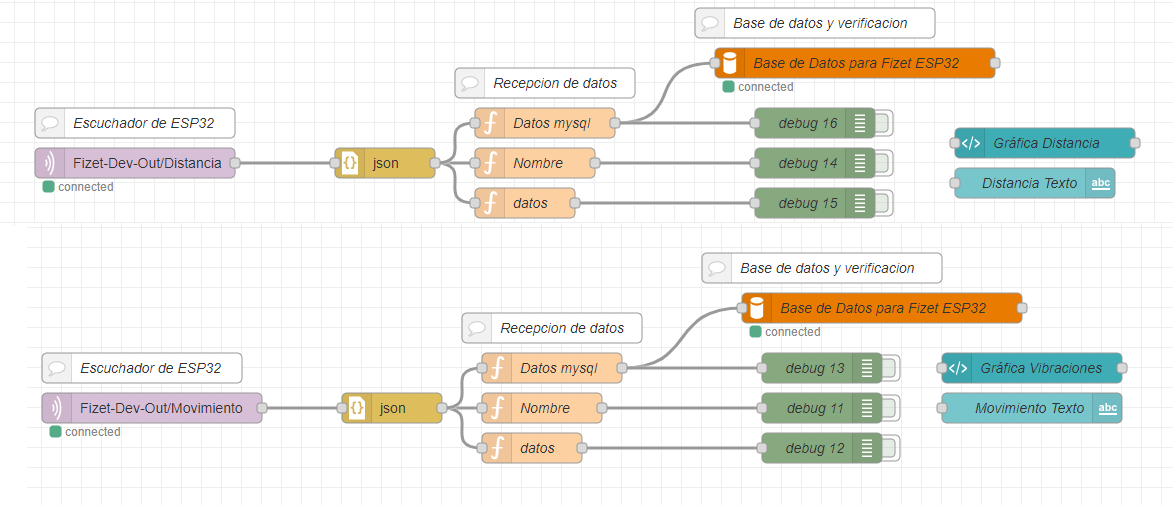 Base de datos y verificacion
Base de Datos para Fizet ESP32
connected
Recepcion de datos
Escuchador de ESP32
Datos mysql
debug 16
Gráfica Distancia
Fizet-Dev-Out/Distancia
json
Nombre
debug 14
connected
Distancia Texto
abc
datos
debug 15
Base de datos y verificacion
Base de Datos para Fizet ESP32
connected
Recepcion de datos
Escuchador de ESP32
Datos mysql
debug 13
Gráfica Vibraciones
Fizet-Dev-Out/Movimiento
json
Nombre
debug 11
Movimiento Texto
abc
connected
datos
debug 12